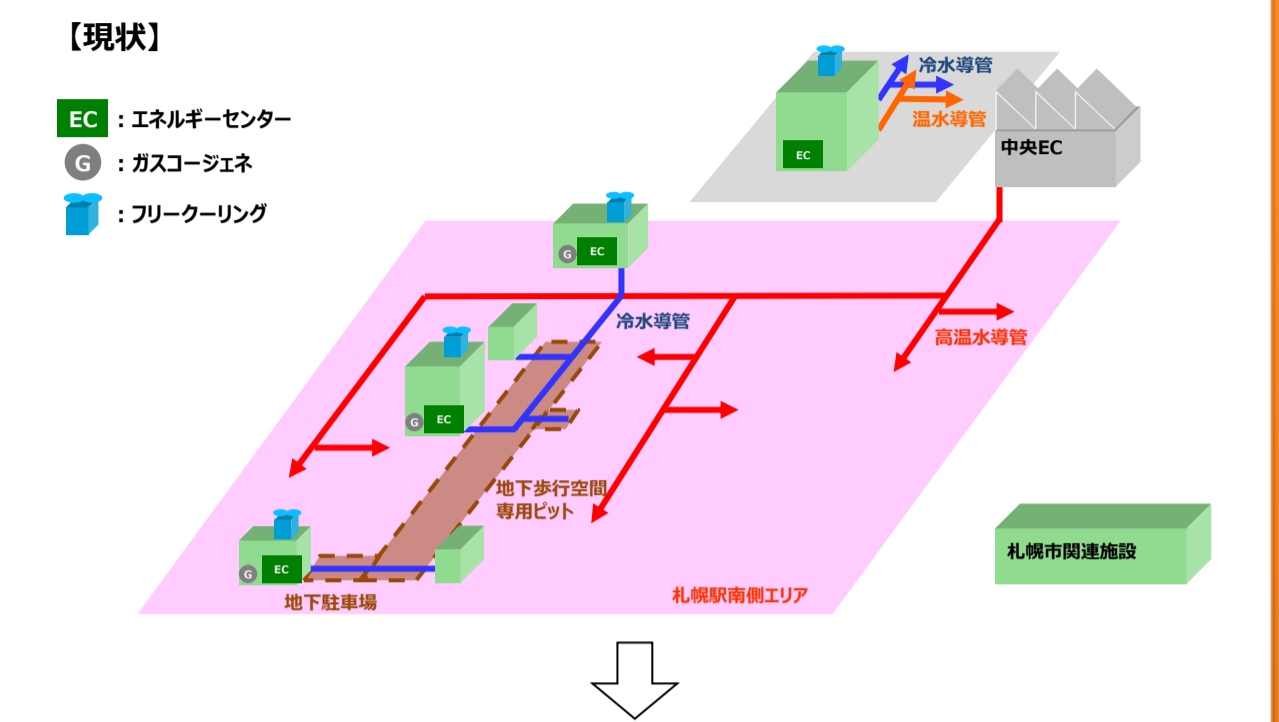 【現状】
EC ：エネルギーセンター
G ：ガスコージェネ
：フリークーリング
冷水導管
温水導管
EC
中央EC
G EC
冷水導管
高温水導管
G EC
地下歩行空間
専用ピット
G EC
地下駐車場
札幌駅南側エリア
札幌市関連施設